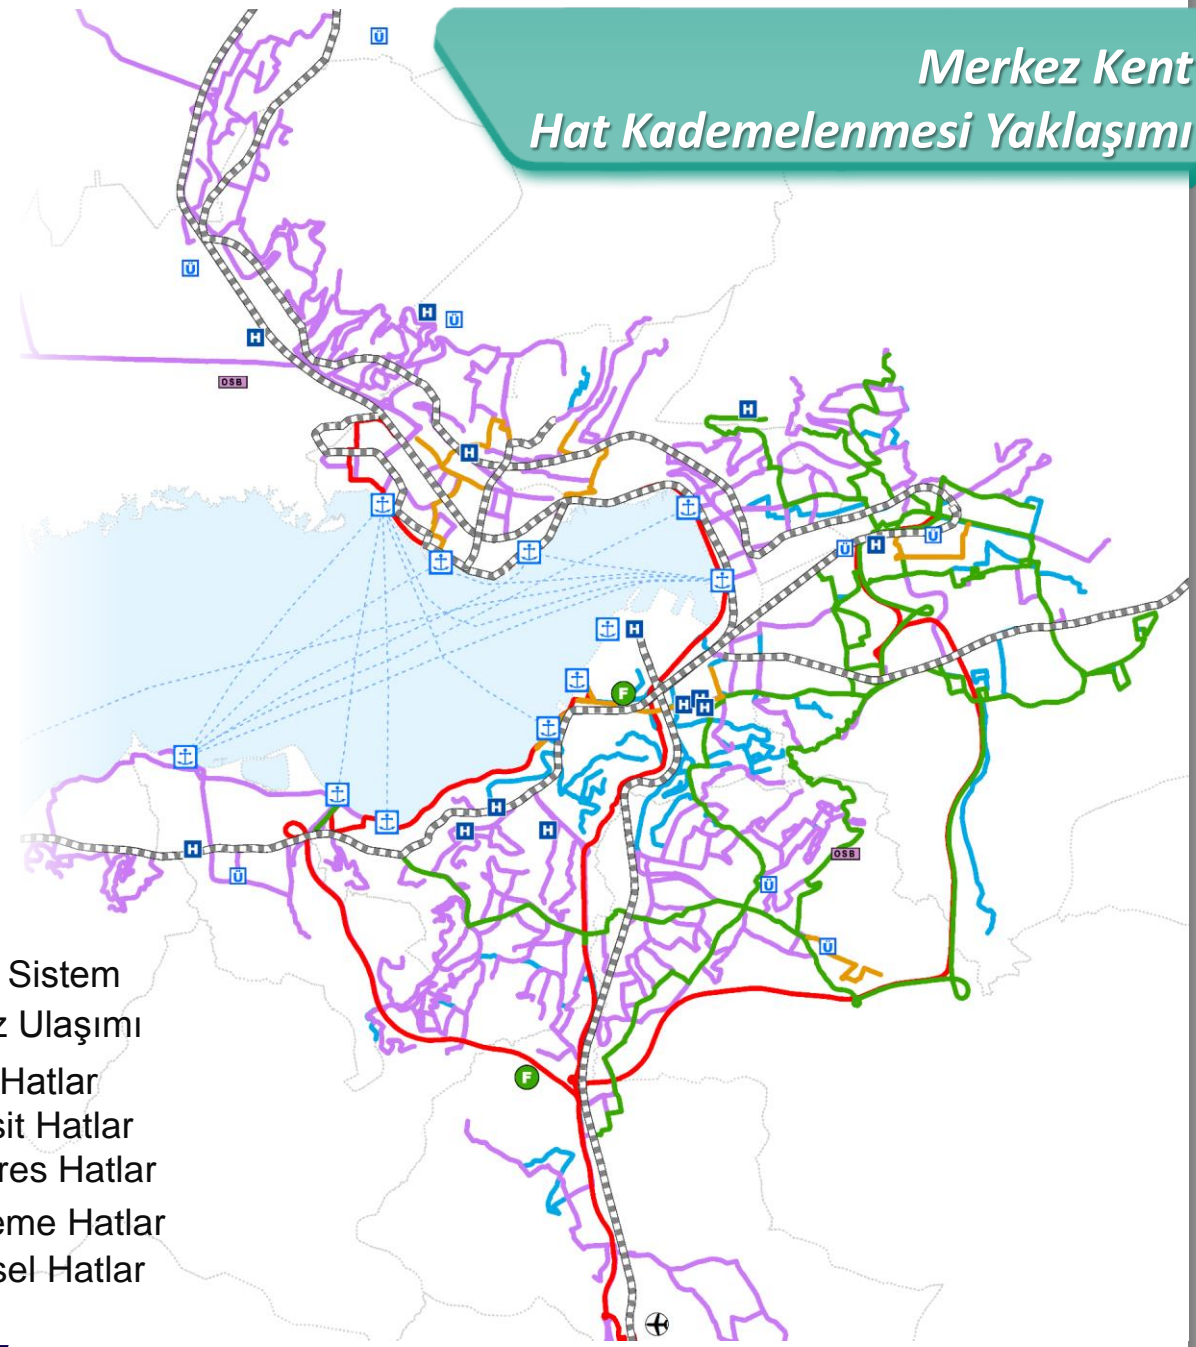 Merkez Kent
Hat Kademelenmesi Yaklaşımı
Ü
Ü
H
Ü
H
OSB
H
H
Ü
H
Ü
H
H
H
H
F
H
H
H
H
OSB
H
Ü
Ü
Ü
Sistem
z Ulaşımı
Hatlar
F
sit Hatlar
res Hatlar
eme Hatlar
sel Hatlar